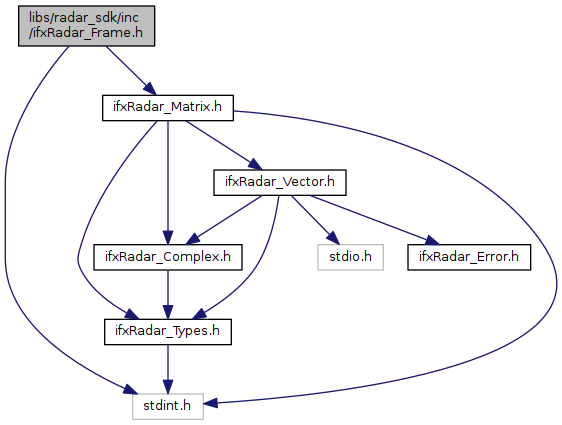 libs/radar_sdk/inc
/ifxRadar_Frame.h
ifxRadar_Matrix.h
ifxRadar_Vector.h
ifxRadar_Complex.h
stdio.h
ifxRadar_Error.h
ifxRadar_Types.h
stdint.h